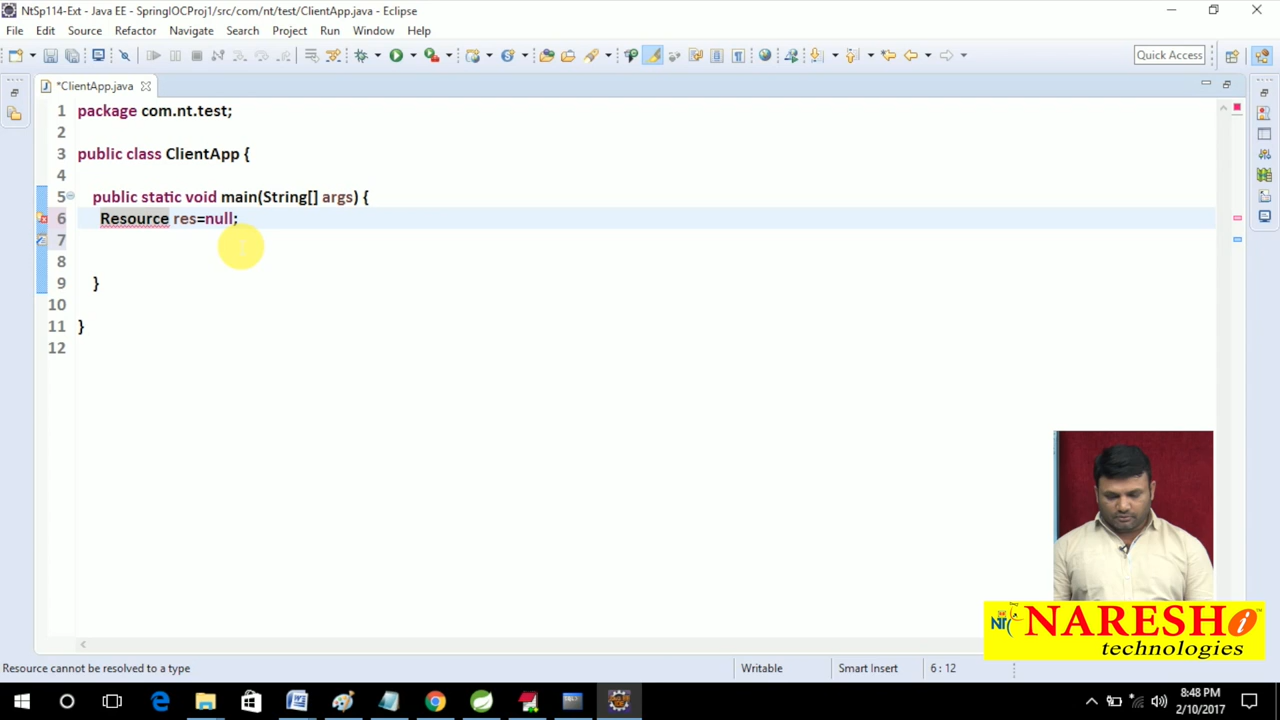 NtSp114-Ext - Java EE - SpringIOCProj1/src/com/nt/test/ClientApp.java - Eclipse
File Edit Source Refactor Navigate Search Project Run Window Help
Quick Access
*ClientApp.java
1 package com.nt.test;
2
3 public class ClientApp {
4
5 public static void main(String[] args) {
6 Resource res=null;
7
8
9 }
10
11 }
12
NT
NARESH i
technologies
Resource cannot be resolved to a type Writable Smart Insert 6 : 12
8:48 PM
2/10/2017